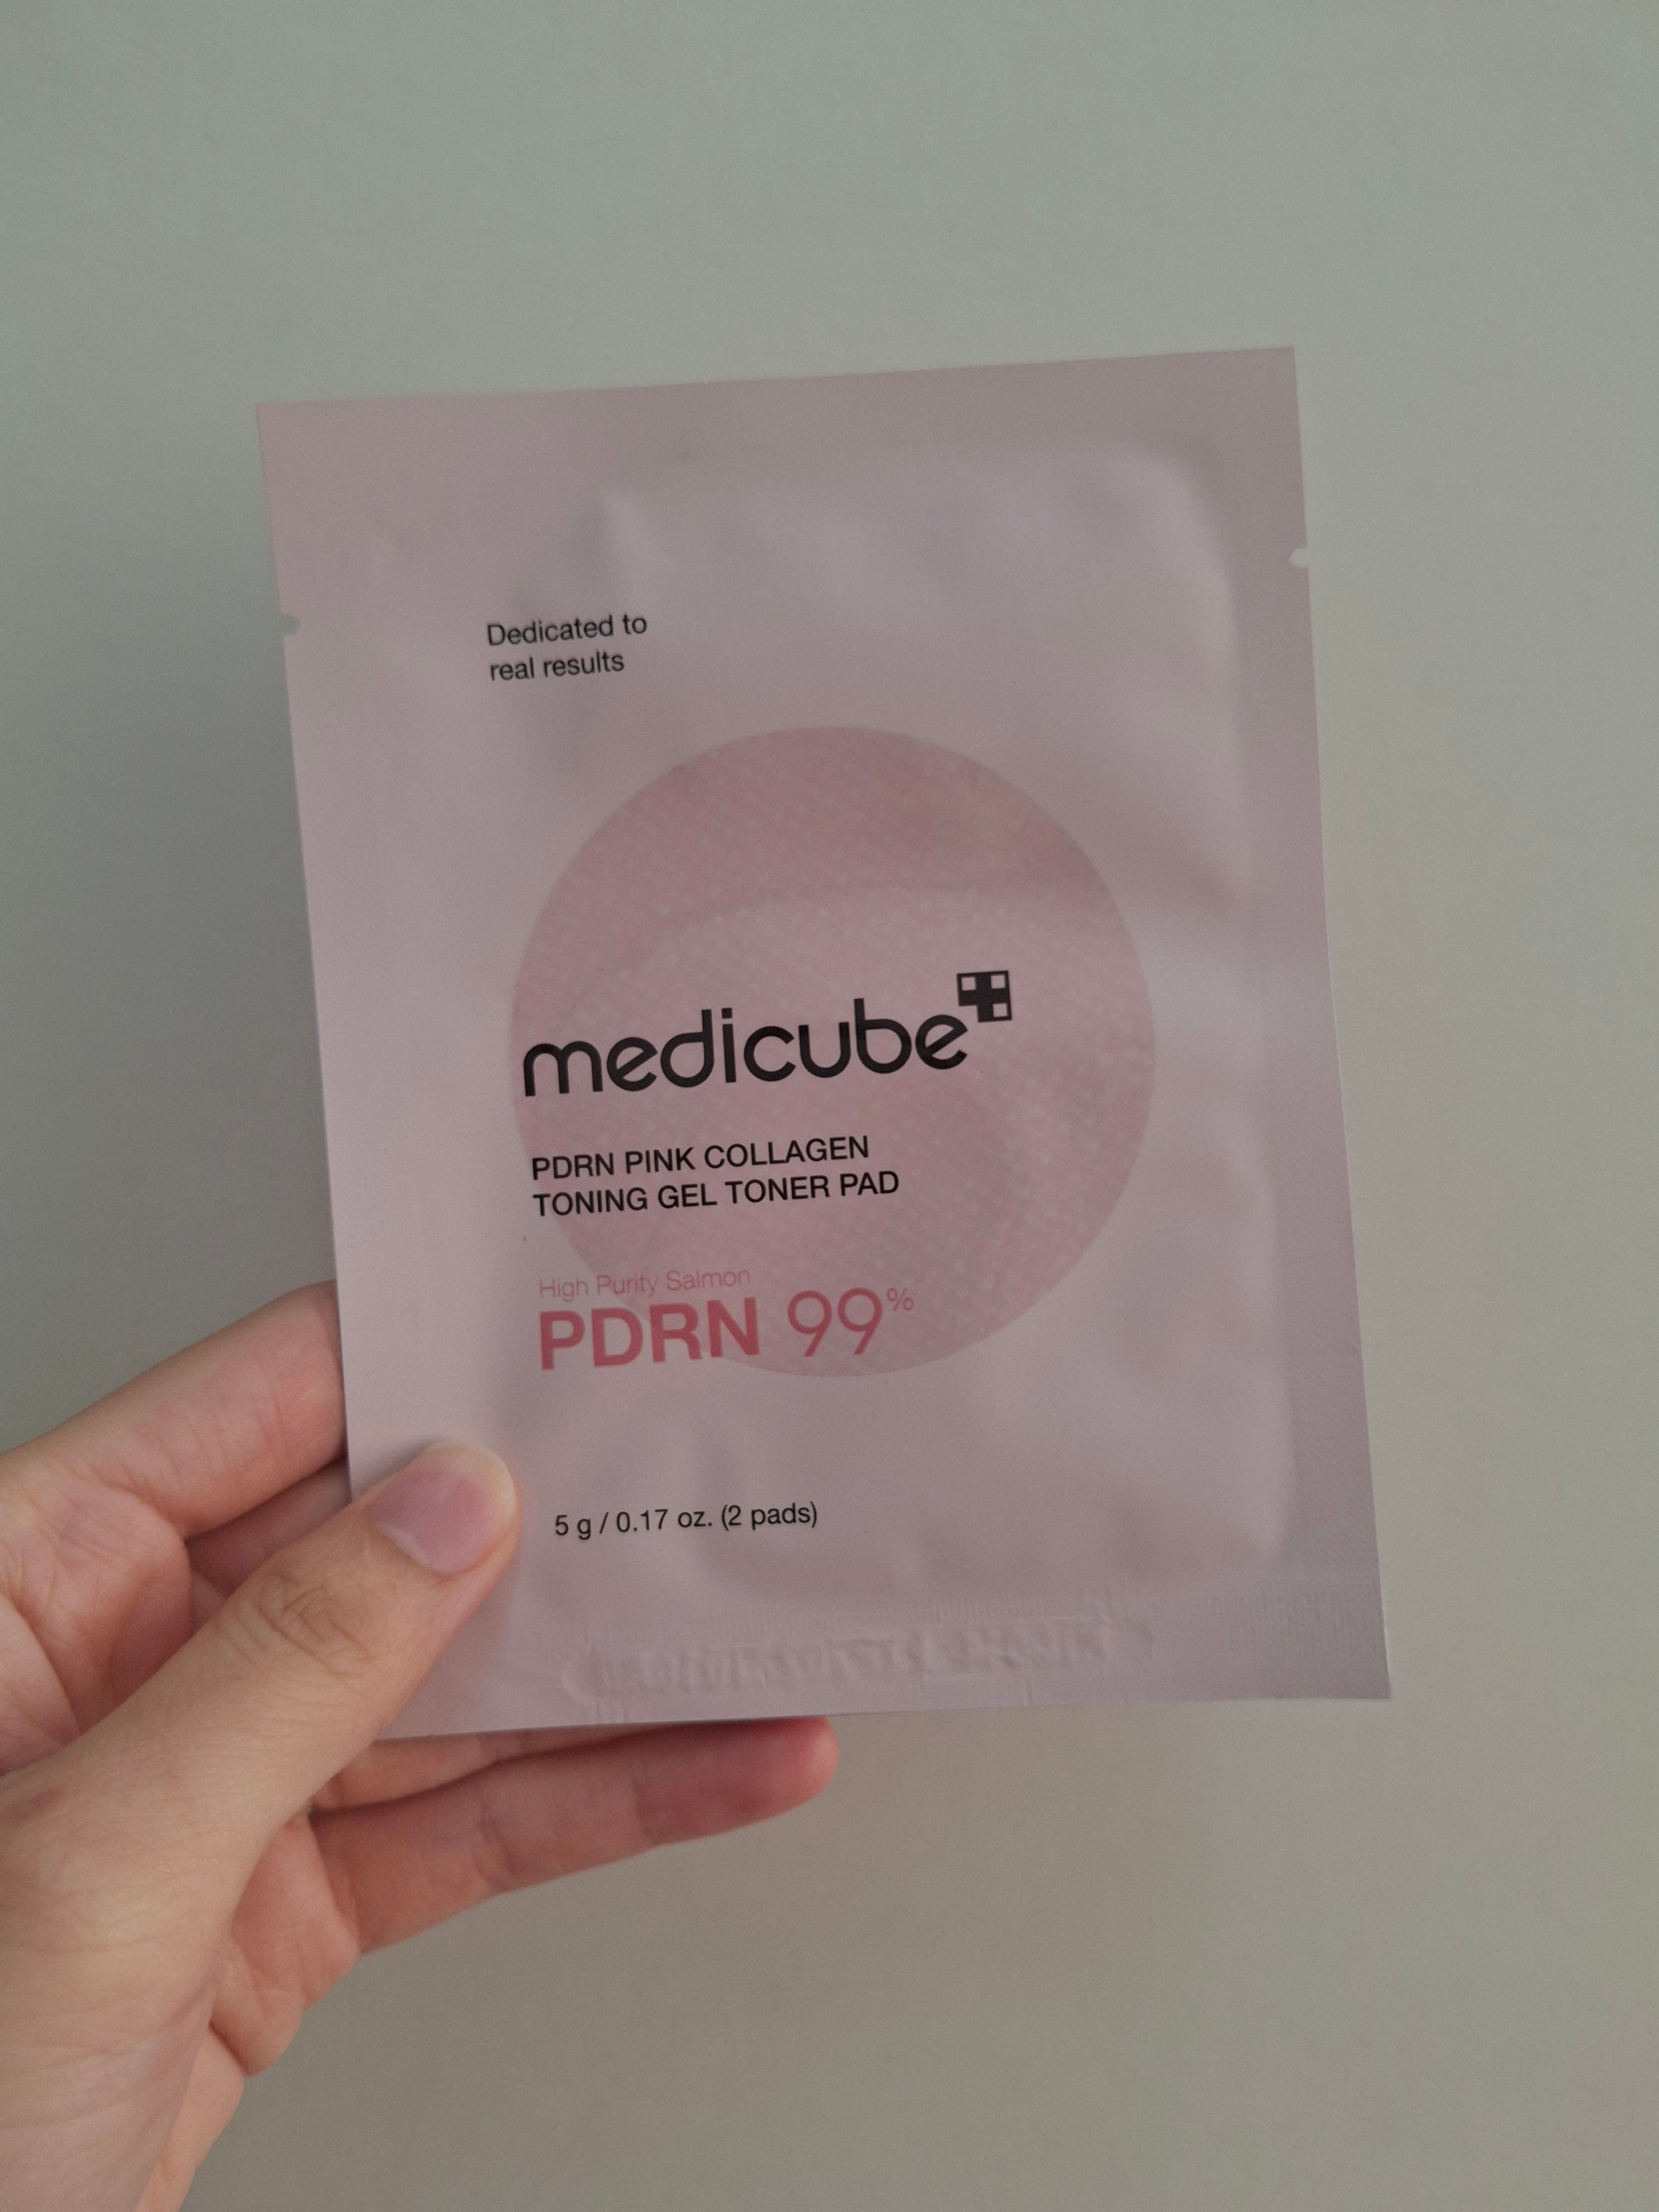 Dedicated to
real results
medicube
PDRN PINK COLLAGEN
TONING GEL TONER PAD
High Purity Salmon
PDRN 99%
5 g / 0.17 oz. (2 pads)